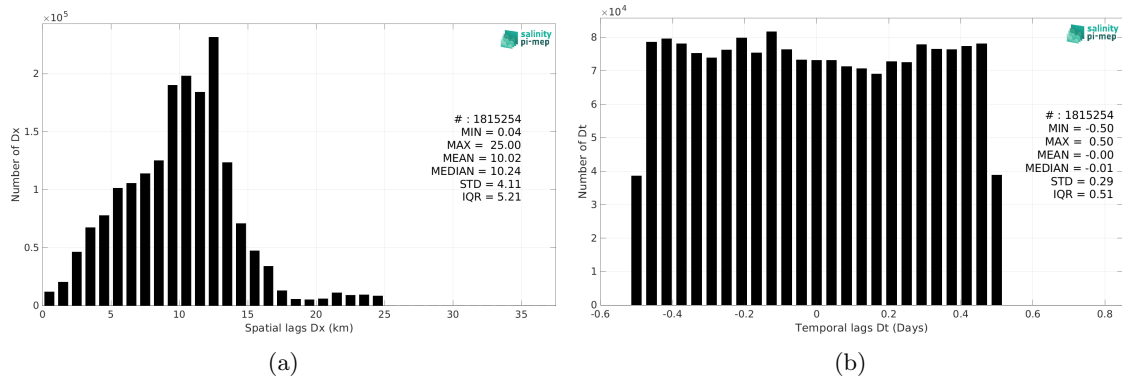 ×10⁵
salinity
pi-mep
2
1.5
1
0.5
0
Number of Dx
# : 1815254
MIN = 0.04
MAX = 25.00
MEAN = 10.02
MEDIAN = 10.24
STD = 4.11
IQR = 5.21
0 5 10 15 20 25 30 35
Spatial lags Dx (km)
(a)
×10⁴
salinity
pi-mep
8
7
6
5
4
3
2
1
0
Number of Dt
# : 1815254
MIN = -0.50
MAX = 0.50
MEAN = -0.00
MEDIAN = -0.01
STD = 0.29
IQR = 0.51
-0.6 -0.4 -0.2 0 0.2 0.4 0.6 0.8
Temporal lags Dt (Days)
(b)